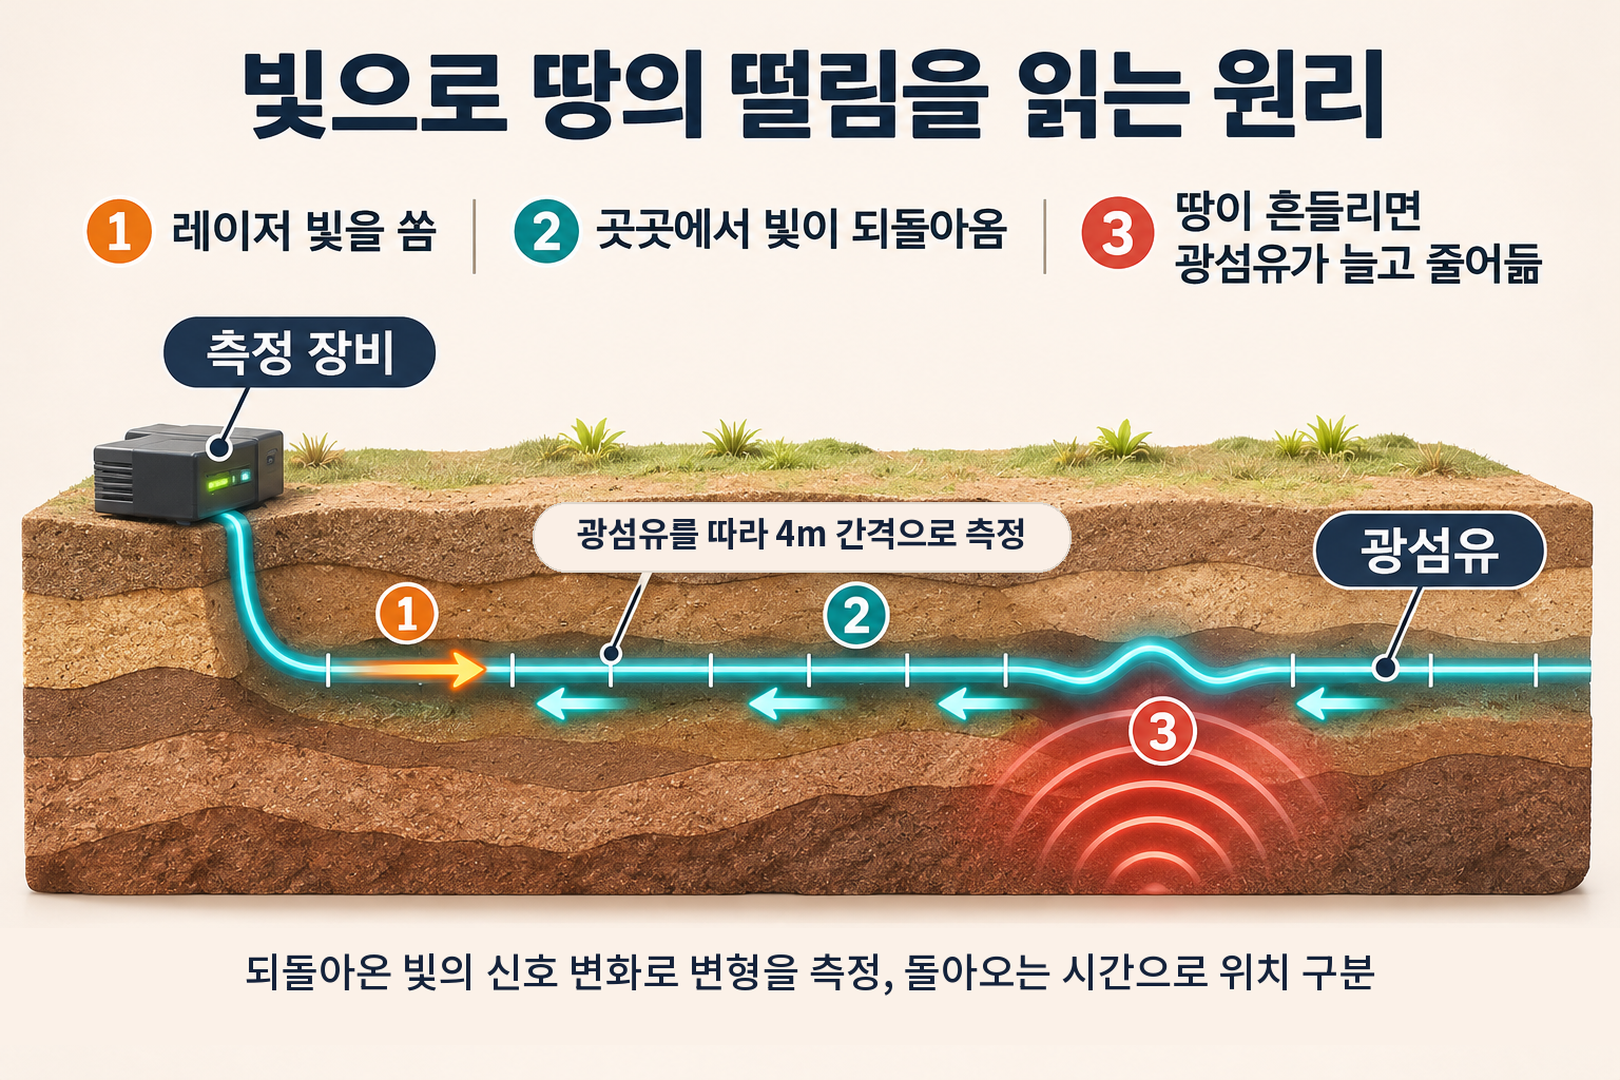 빛으로 땅의 떨림을 읽는 원리
1 레이저 빛을 쏨
2 곳곳에서 빛이 되돌아옴
3 땅이 흔들리면
광섬유가 늘고 줄어듦
측정 장비
광섬유를 따라 4m 간격으로 측정
광섬유
1
2
3
되돌아온 빛의 신호 변화로 변형을 측정, 돌아오는 시간으로 위치 구분